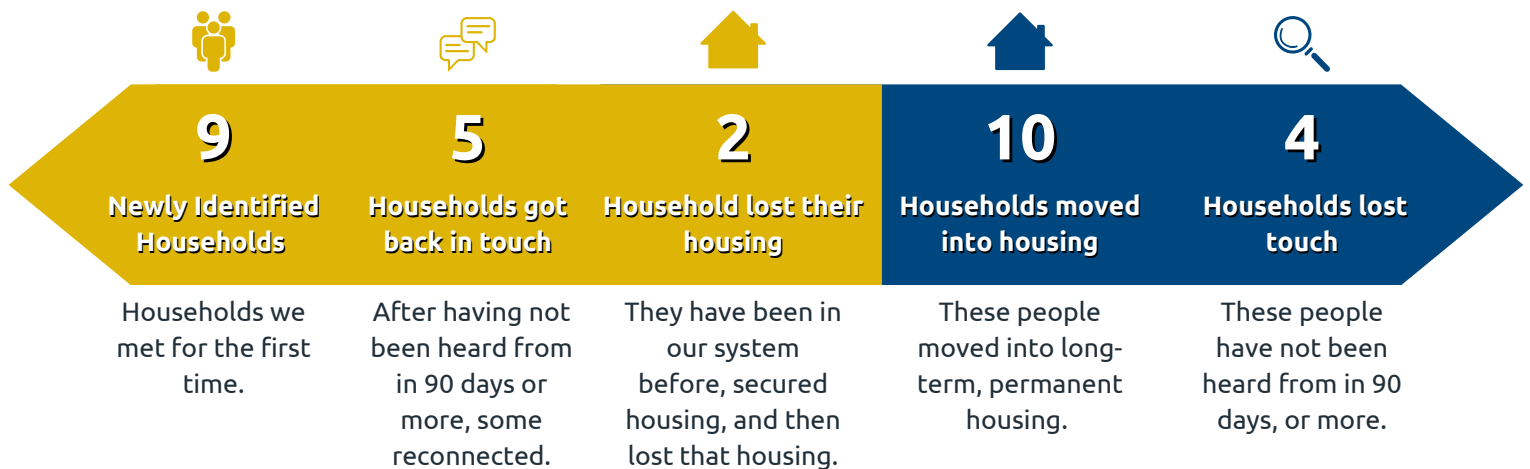 9
Newly Identified
Households
Households we
met for the first
time.
5
Households got
back in touch
After having not
been heard from
in 90 days or
more, some
reconnected.
2
Household lost their
housing
They have been in
our system
before, secured
housing, and then
lost that housing.
10
Households moved
into housing
These people
moved into long-
term, permanent
housing.
4
Households lost
touch
These people
have not been
heard from in 90
days, or more.